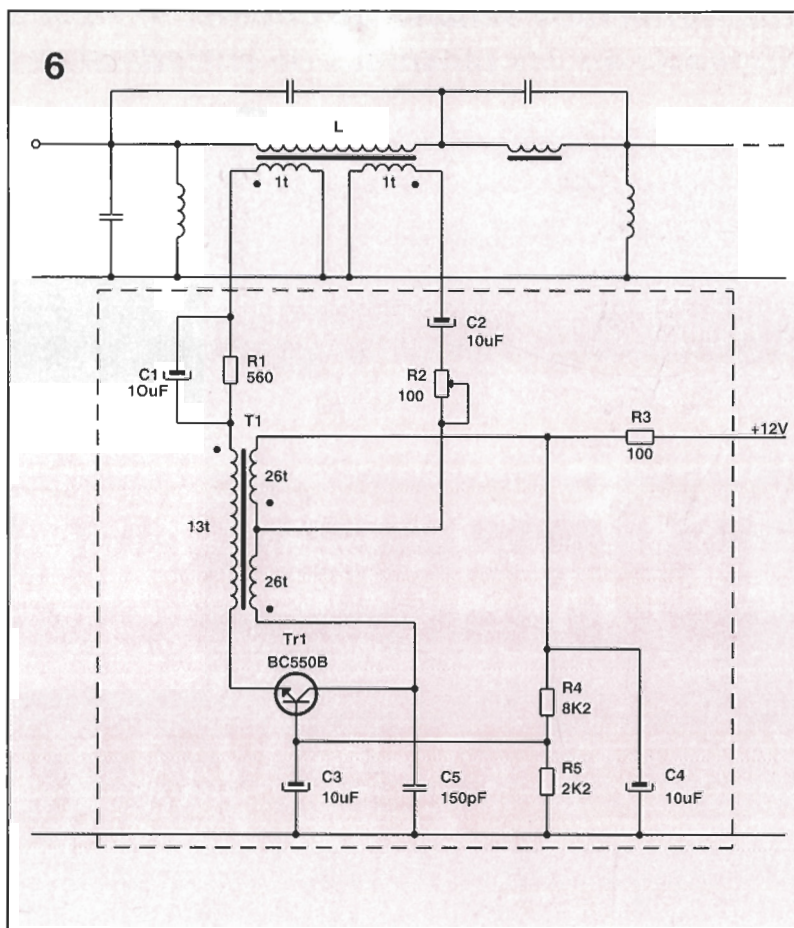 6
L
1t
1t
C2
10uF
C1
10uF
R1
560
R2
100
R3
100
+12V
T1
26t
13t
26t
Tr1
BC550B
R4
8K2
C3
10uF
C5
150pF
R5
2K2
C4
10uF